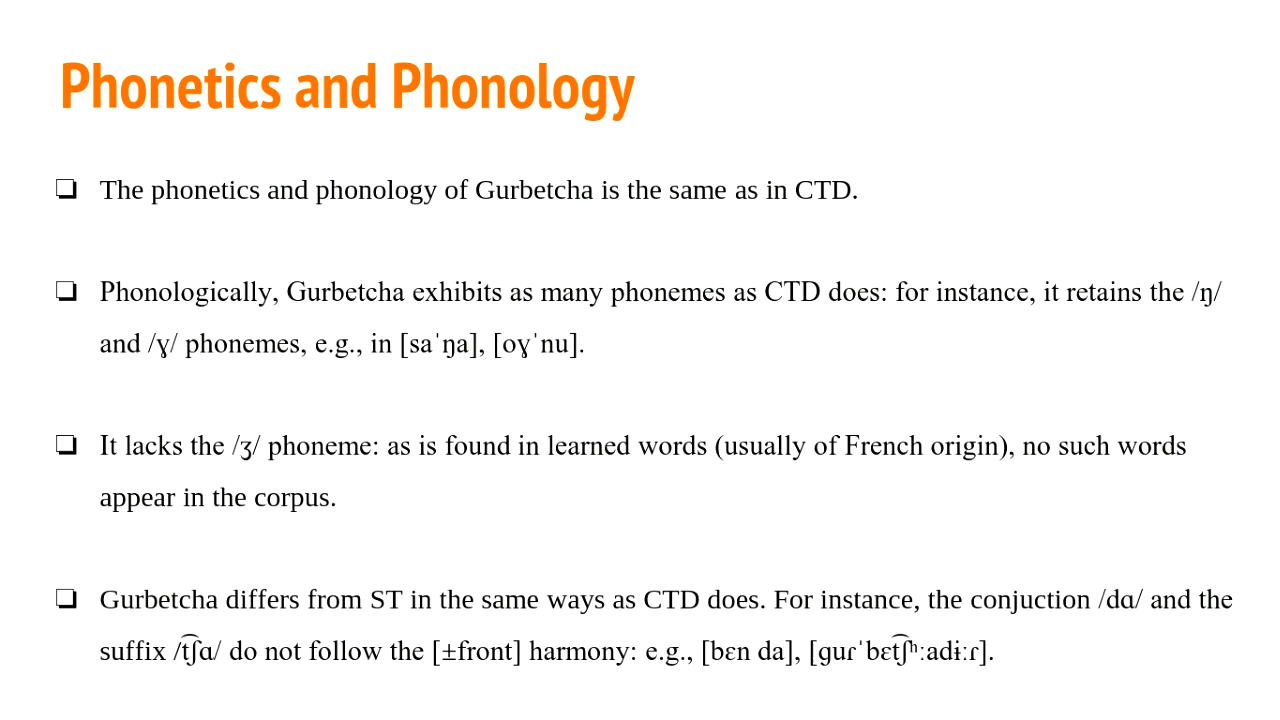 Phonetics and Phonology
❏ The phonetics and phonology of Gurbetcha is the same as in CTD.
❏ Phonologically, Gurbetcha exhibits as many phonemes as CTD does: for instance, it retains the /ŋ/
and /ɣ/ phonemes, e.g., in [saˈŋa], [oɣˈnu].
❏ It lacks the /ʒ/ phoneme: as is found in learned words (usually of French origin), no such words
appear in the corpus.
❏ Gurbetcha differs from ST in the same ways as CTD does. For instance, the conjuction /dɑ/ and the
suffix /t͡ʃɑ/ do not follow the [±front] harmony: e.g., [bɛn da], [ɡuɾˈbɛt͡ʃʰːadɨːɾ].